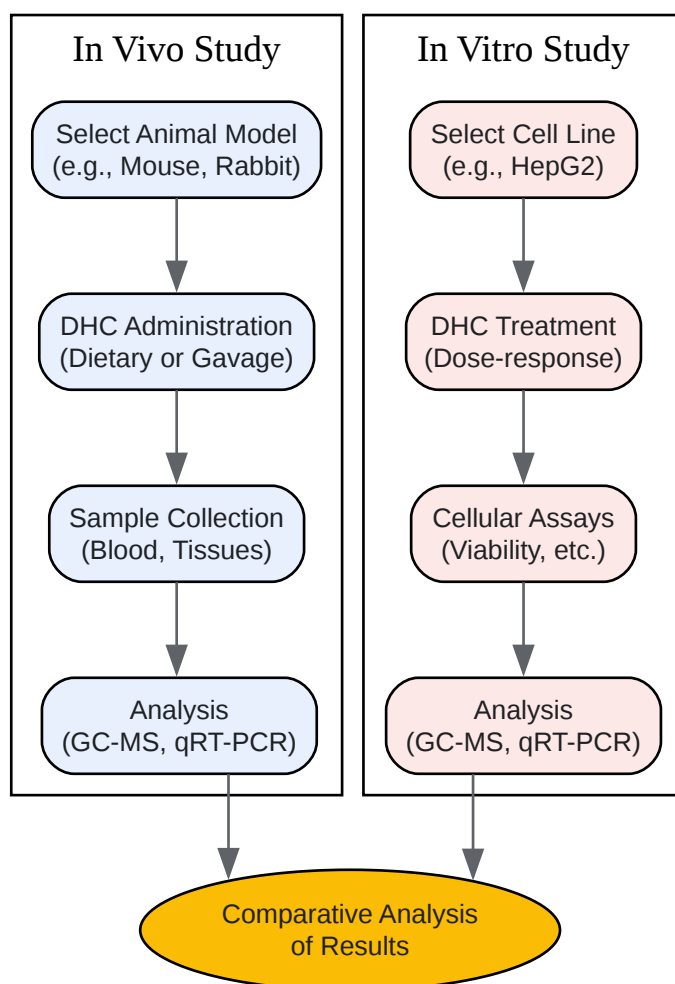 In Vivo Study
Select Animal Model
(e.g., Mouse, Rabbit)
DHC Administration
(Dietary or Gavage)
Sample Collection
(Blood, Tissues)
Analysis
(GC-MS, qRT-PCR)
In Vitro Study
Select Cell Line
(e.g., HepG2)
DHC Treatment
(Dose-response)
Cellular Assays
(Viability, etc.)
Analysis
(GC-MS, qRT-PCR)
Comparative Analysis
of Results